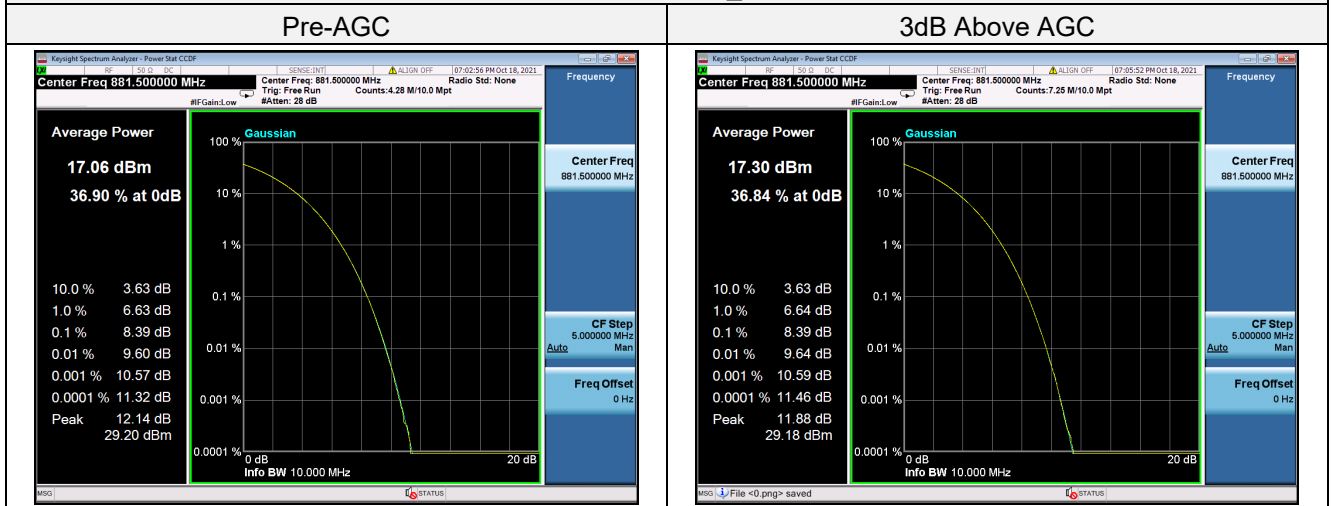 Pre-AGC
3dB Above AGC
Keysight Spectrum Analyzer - Power Stat CCDF
RF 50 Ω DC SENSE:INT ALIGN OFF 07:02:56 PM Oct 18, 2021
Center Freq 881.500000 MHz
Center Freq: 881.500000 MHz Radio Std: None
Trig: Free Run Counts:4.28 M/10.0 Mpt
#IFGain:Low #Atten: 28 dB
Frequency
Average Power
17.06 dBm
36.90 % at 0dB
10.0 % 3.63 dB
1.0 % 6.63 dB
0.1 % 8.39 dB
0.01 % 9.60 dB
0.001 % 10.57 dB
0.0001 % 11.32 dB
Peak 12.14 dB
29.20 dBm
Gaussian
100 %
10 %
1 %
0.1 %
0.01 %
0.001 %
0.0001 %
0 dB 20 dB
Info BW 10.000 MHz
Center Freq
881.500000 MHz
CF Step
5.000000 MHz
Auto Man
Freq Offset
0 Hz
MSG STATUS
Keysight Spectrum Analyzer - Power Stat CCDF
RF 50 Ω DC SENSE:INT ALIGN OFF 07:05:52 PM Oct 18, 2021
Center Freq 881.500000 MHz
Center Freq: 881.500000 MHz Radio Std: None
Trig: Free Run Counts:7.25 M/10.0 Mpt
#IFGain:Low #Atten: 28 dB
Frequency
Average Power
17.30 dBm
36.84 % at 0dB
10.0 % 3.63 dB
1.0 % 6.64 dB
0.1 % 8.39 dB
0.01 % 9.64 dB
0.001 % 10.59 dB
0.0001 % 11.46 dB
Peak 11.88 dB
29.18 dBm
Gaussian
100 %
10 %
1 %
0.1 %
0.01 %
0.001 %
0.0001 %
0 dB 20 dB
Info BW 10.000 MHz
Center Freq
881.500000 MHz
CF Step
5.000000 MHz
Auto Man
Freq Offset
0 Hz
MSG File <0.png> saved STATUS